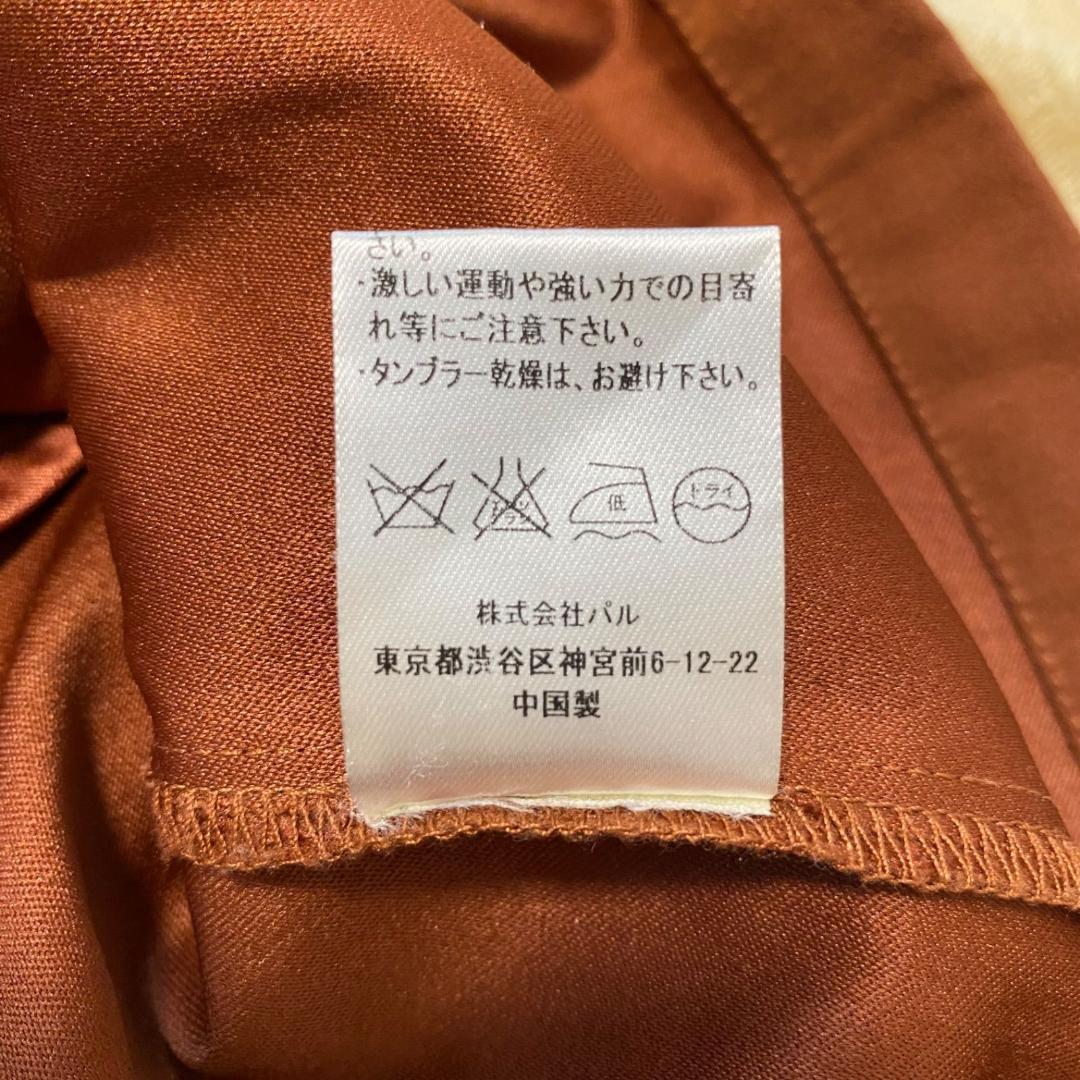 さい。
・激しい運動や強い力での目寄
れ等にご注意下さい。
・タンブラー乾燥は、お避け下さい。
エンソ
低
ドライ
株式会社パル
東京都渋谷区神宮前6-12-22
中国製